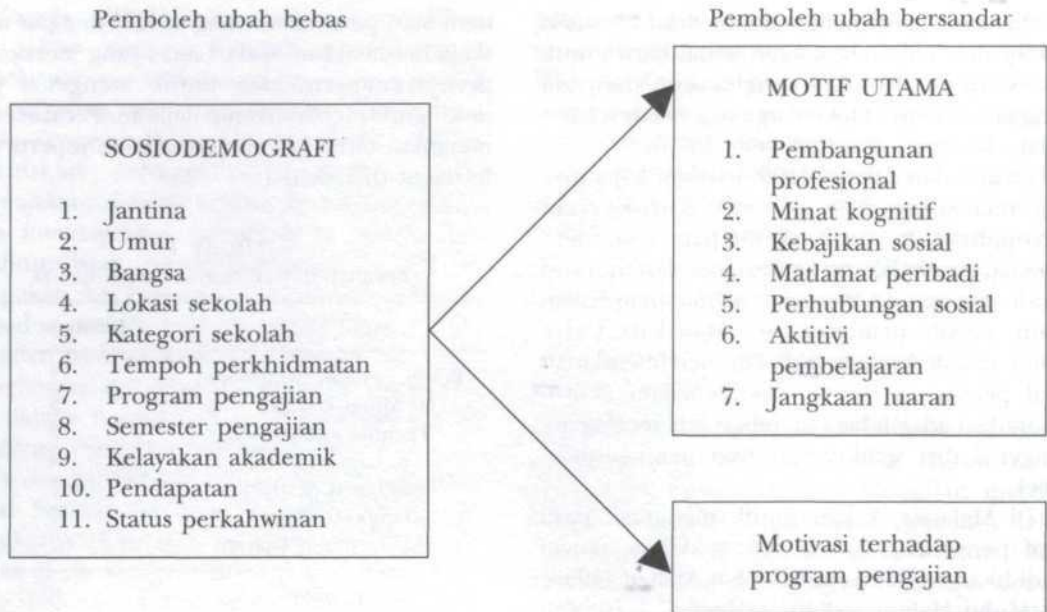 Pemboleh ubah bebas
SOSIODEMOGRAFI
1. Jantina
2. Umur
3. Bangsa
4. Lokasi sekolah
5. Kategori sekolah
6. Tempoh perkhidmatan
7. Program pengajian
8. Semester pengajian
9. Kelayakan akademik
10. Pendapatan
11. Status perkahwinan
Pemboleh ubah bersandar
MOTIF UTAMA
1. Pembangunan
profesional
2. Minat kognitif
3. Kebajikan sosial
4. Matlamat peribadi
5. Perhubungan sosial
6. Aktitivi
pembelajaran
7. Jangkaan luaran
Motivasi terhadap
program pengajian